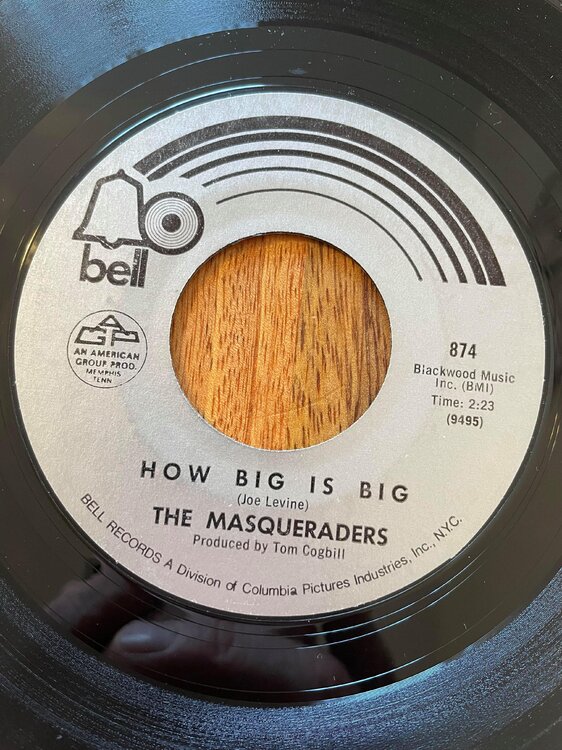 bell
AGP
AN AMERICAN
GROUP PROD.
MEMPHIS
TENN
874
Blackwood Music
Inc. (BMI)
Time: 2:23
(9495)
HOW BIG IS BIG
(Joe Levine)
THE MASQUERADERS
Produced by Tom Cogbill
BELL RECORDS A Division of Columbia Pictures Industries, Inc., N.Y.C.